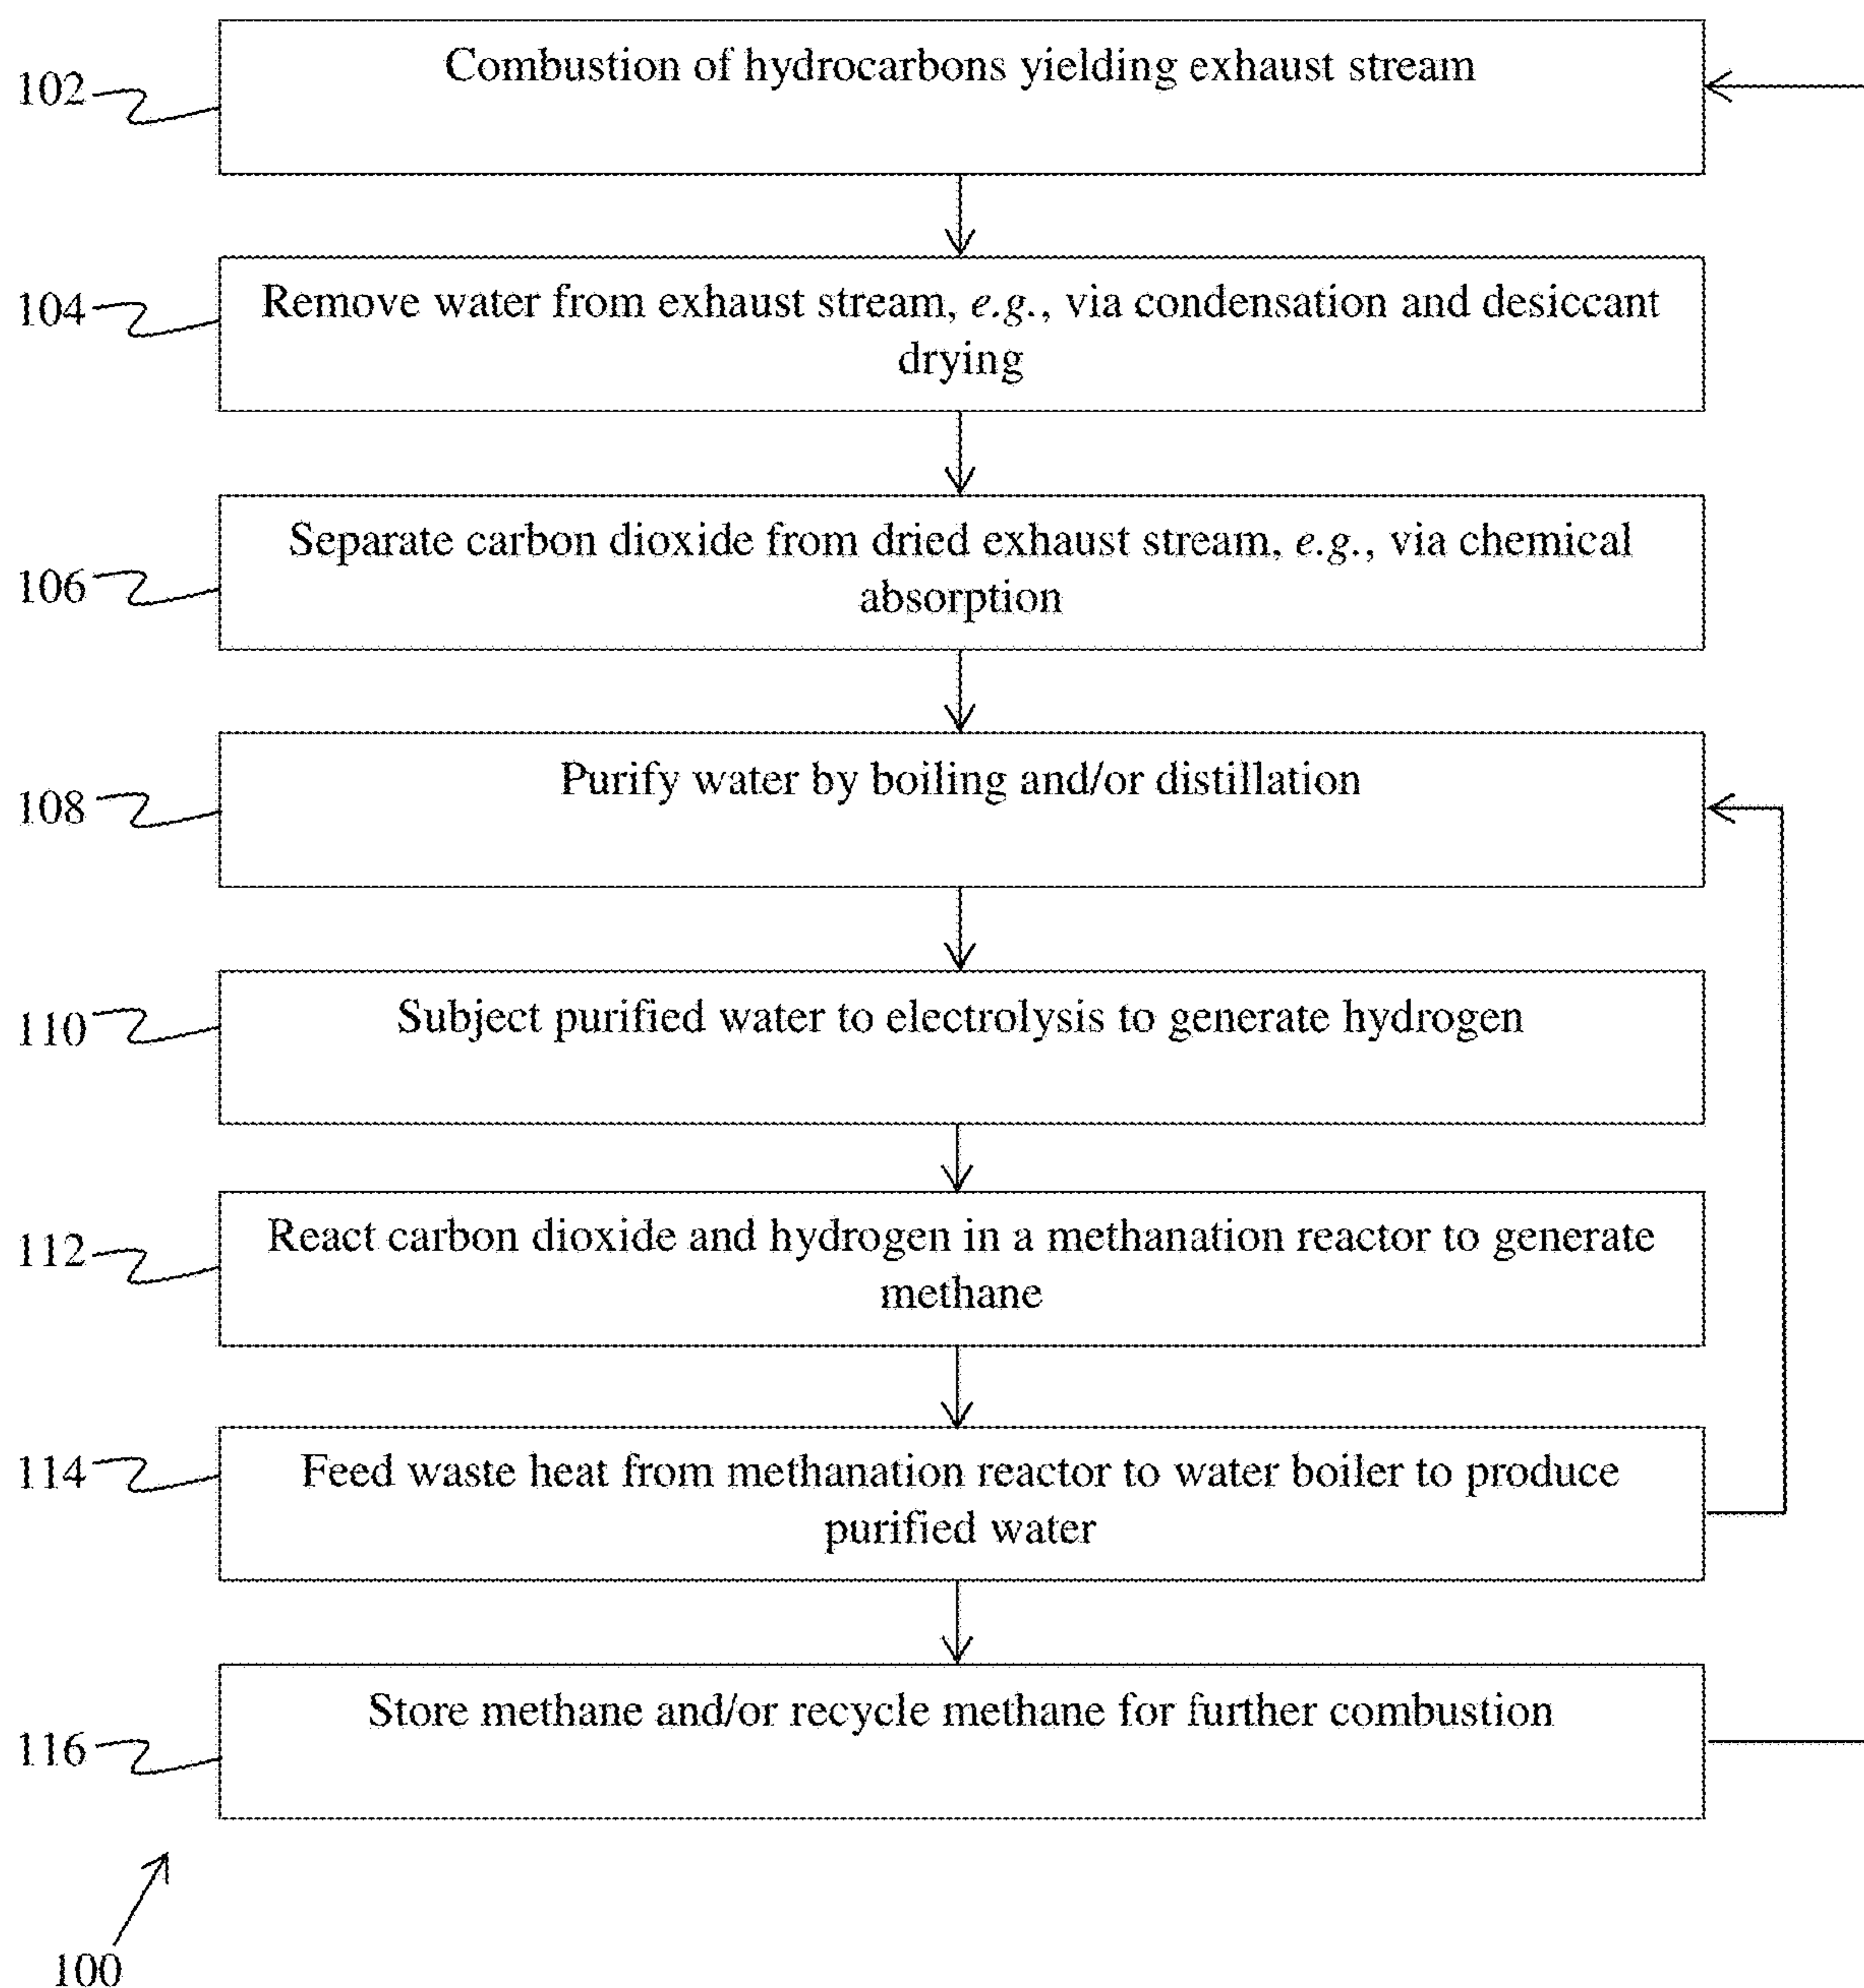 102
Combustion of hydrocarbons yielding exhaust stream
104
Remove water from exhaust stream, e.g., via condensation and desiccant
drying
106
Separate carbon dioxide from dried exhaust stream, e.g., via chemical
absorption
108
Purify water by boiling and/or distillation
110
Subject purified water to electrolysis to generate hydrogen
112
React carbon dioxide and hydrogen in a methanation reactor to generate
methane
114
Feed waste heat from methanation reactor to water boiler to produce
purified water
116
Store methane and/or recycle methane for further combustion
100